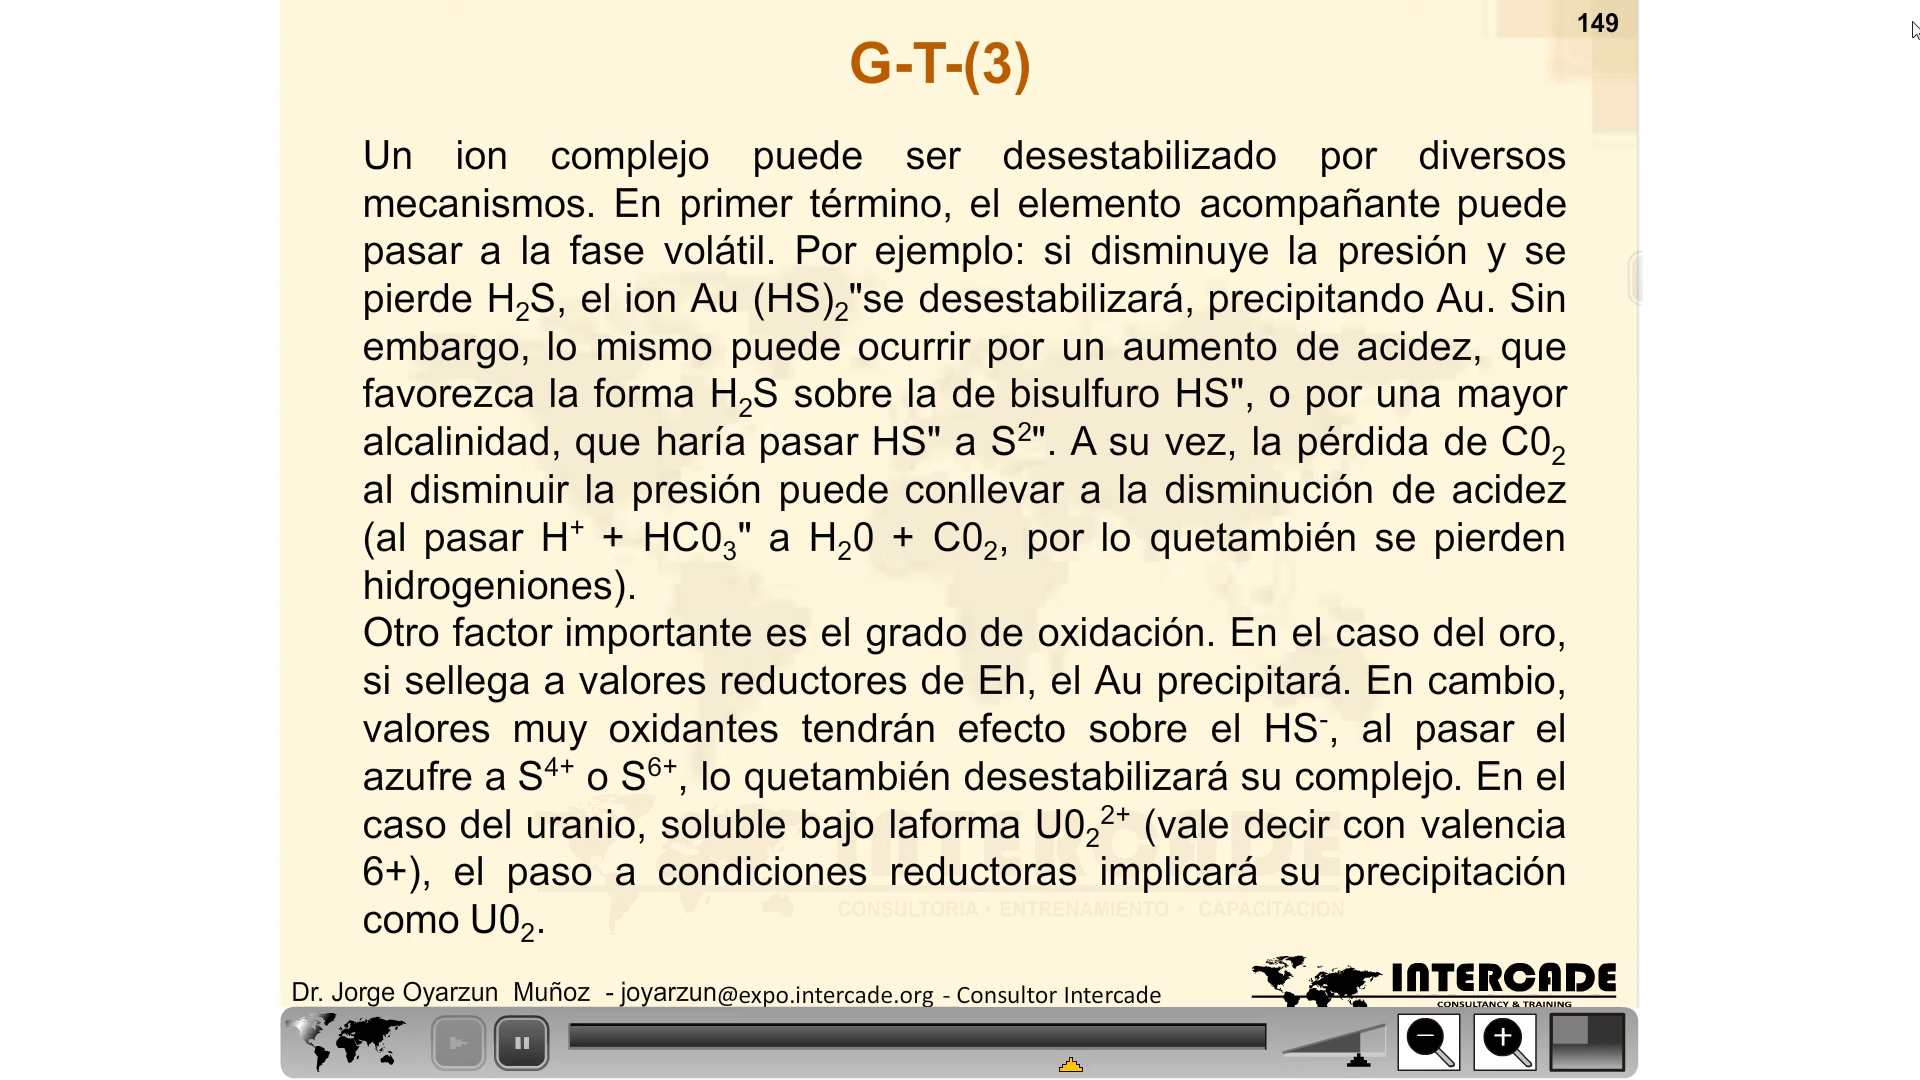 149
G-T-(3)
Un ion complejo puede ser desestabilizado por diversos
mecanismos. En primer término, el elemento acompañante puede
pasar a la fase volátil. Por ejemplo: si disminuye la presión y se
pierde H₂S, el ion Au (HS)₂"se desestabilizará, precipitando Au. Sin
embargo, lo mismo puede ocurrir por un aumento de acidez, que
favorezca la forma H₂S sobre la de bisulfuro HS", o por una mayor
alcalinidad, que haría pasar HS" a S²". A su vez, la pérdida de C0₂
al disminuir la presión puede conllevar a la disminución de acidez
(al pasar H⁺ + HC0₃" a H₂0 + C0₂, por lo quetambién se pierden
hidrogeniones).
Otro factor importante es el grado de oxidación. En el caso del oro,
si sellega a valores reductores de Eh, el Au precipitará. En cambio,
valores muy oxidantes tendrán efecto sobre el HS⁻, al pasar el
azufre a S⁴⁺ o S⁶⁺, lo quetambién desestabilizará su complejo. En el
caso del uranio, soluble bajo laforma U0₂²⁺ (vale decir con valencia
6+), el paso a condiciones reductoras implicará su precipitación
como U0₂.
INTERCADE
CONSULTORIA • ENTRENAMIENTO • CAPACITACION
Dr. Jorge Oyarzun Muñoz - joyarzun@expo.intercade.org - Consultor Intercade
INTERCADE
CONSULTANCY & TRAINING